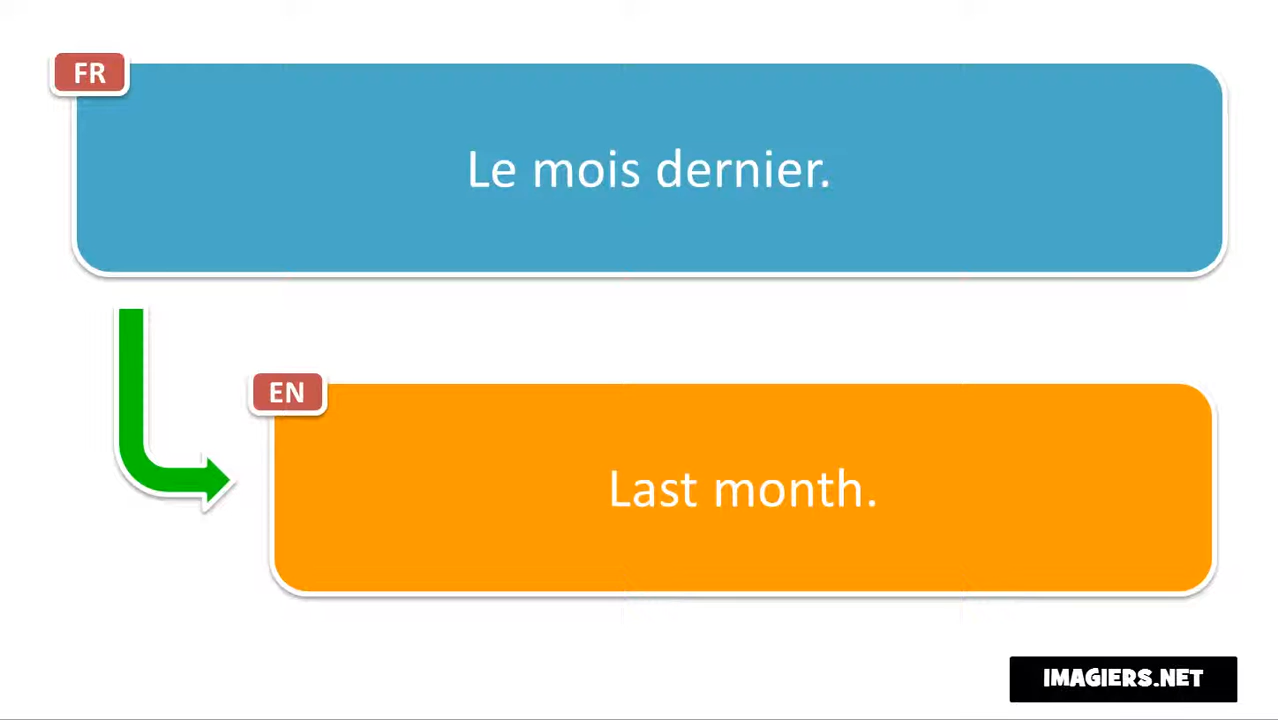 FR
Le mois dernier.
EN
Last month.
IMAGIERS.NET